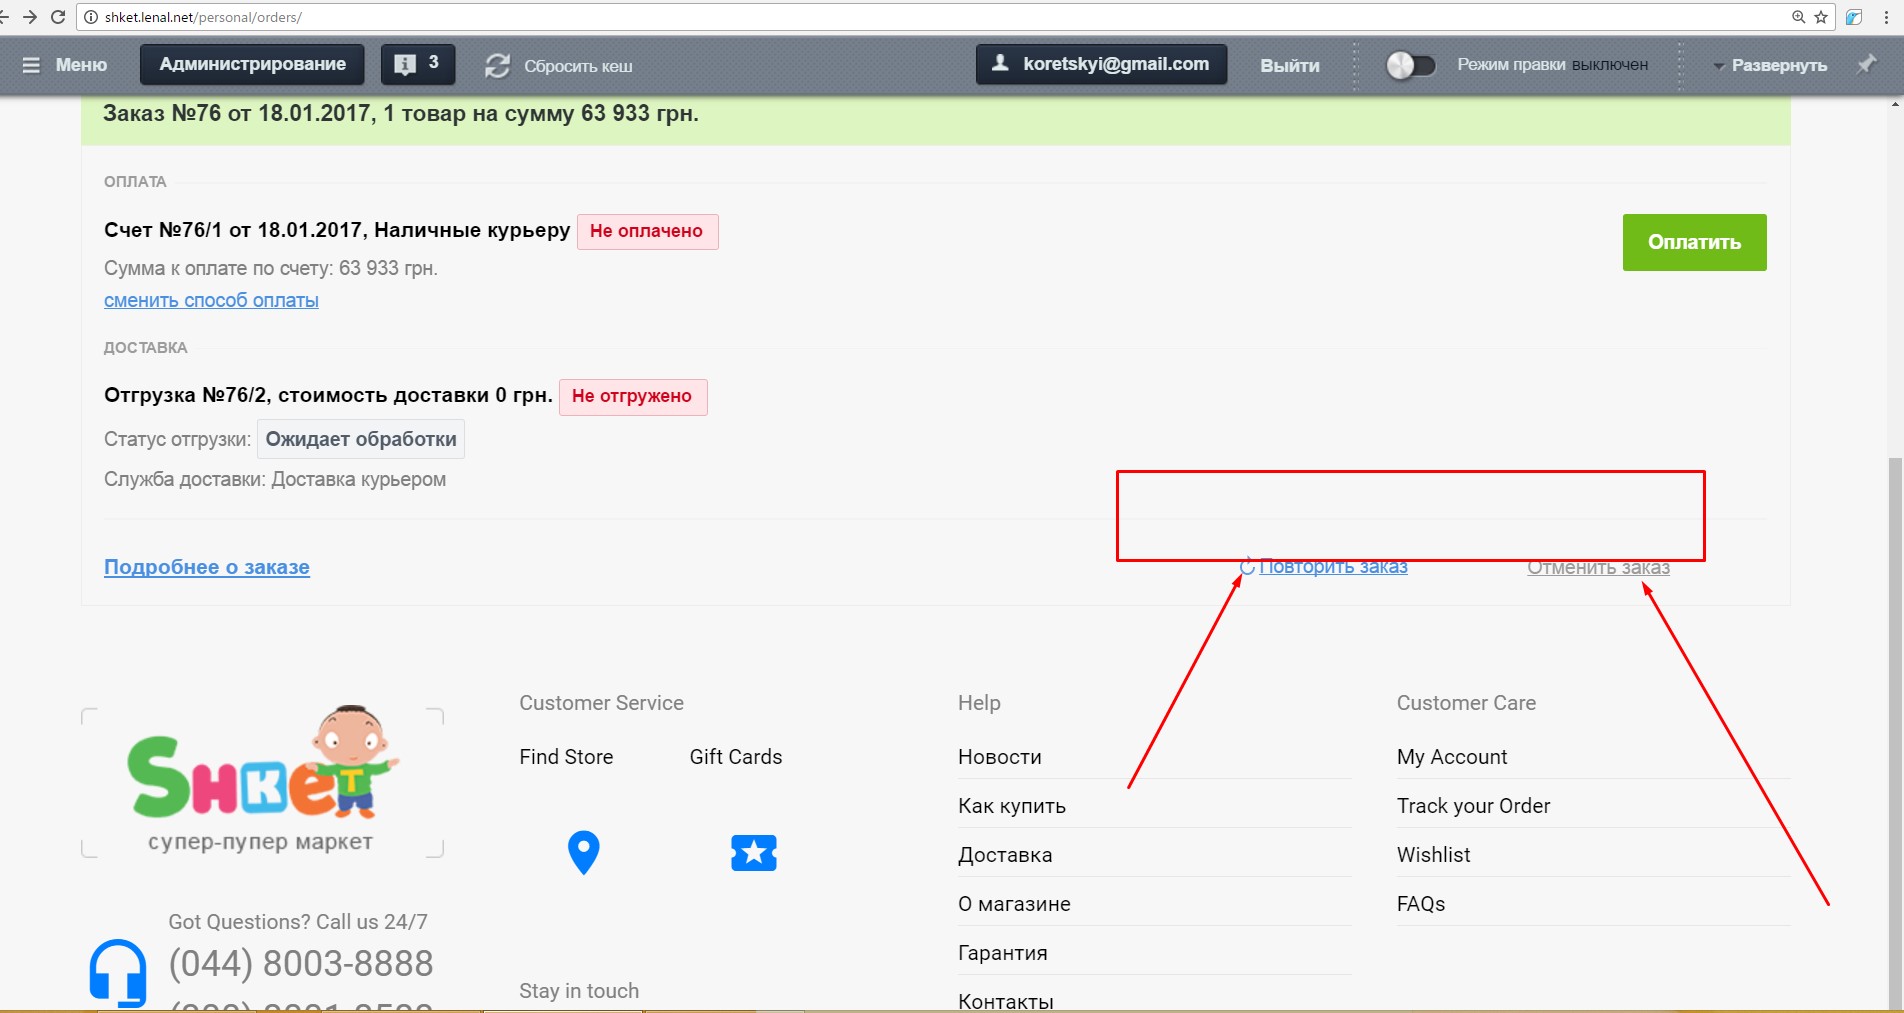 shket.lenal.net/personal/orders/
Меню
Администрирование
3
Сбросить кеш
koretskyi@gmail.com
Выйти
Режим правки выключен
Развернуть
Заказ №76 от 18.01.2017, 1 товар на сумму 63 933 грн.
ОПЛАТА
Счет №76/1 от 18.01.2017, Наличные курьеру Не оплачено
Оплатить
Сумма к оплате по счету: 63 933 грн.
сменить способ оплаты
ДОСТАВКА
Отгрузка №76/2, стоимость доставки 0 грн. Не отгружено
Статус отгрузки: Ожидает обработки
Служба доставки: Доставка курьером
Подробнее о заказе
Повторить заказ
Отменить заказ
SHKET
супер-пупер маркет
Got Questions? Call us 24/7
(044) 8003-8888
Customer Service
Find Store
Gift Cards
Stay in touch
Help
Новости
Как купить
Доставка
О магазине
Гарантия
Контакты
Customer Care
My Account
Track your Order
Wishlist
FAQs